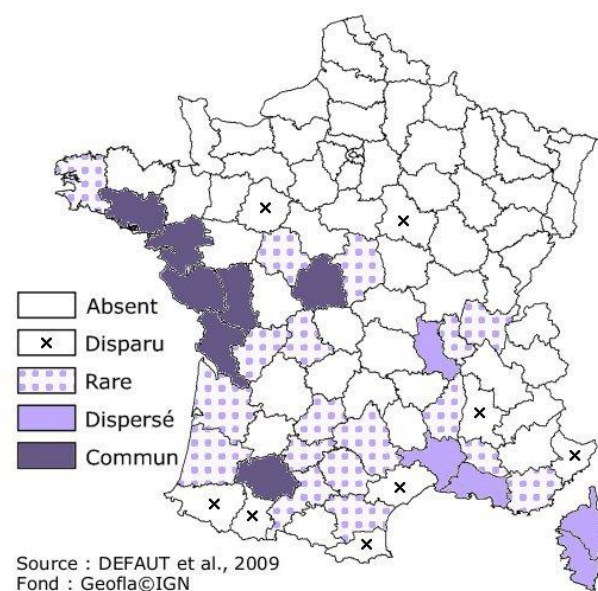 Absent
Disparu
Rare
Dispersé
Commun
Source : DEFAUT et al., 2009
Fond : Geofla©IGN